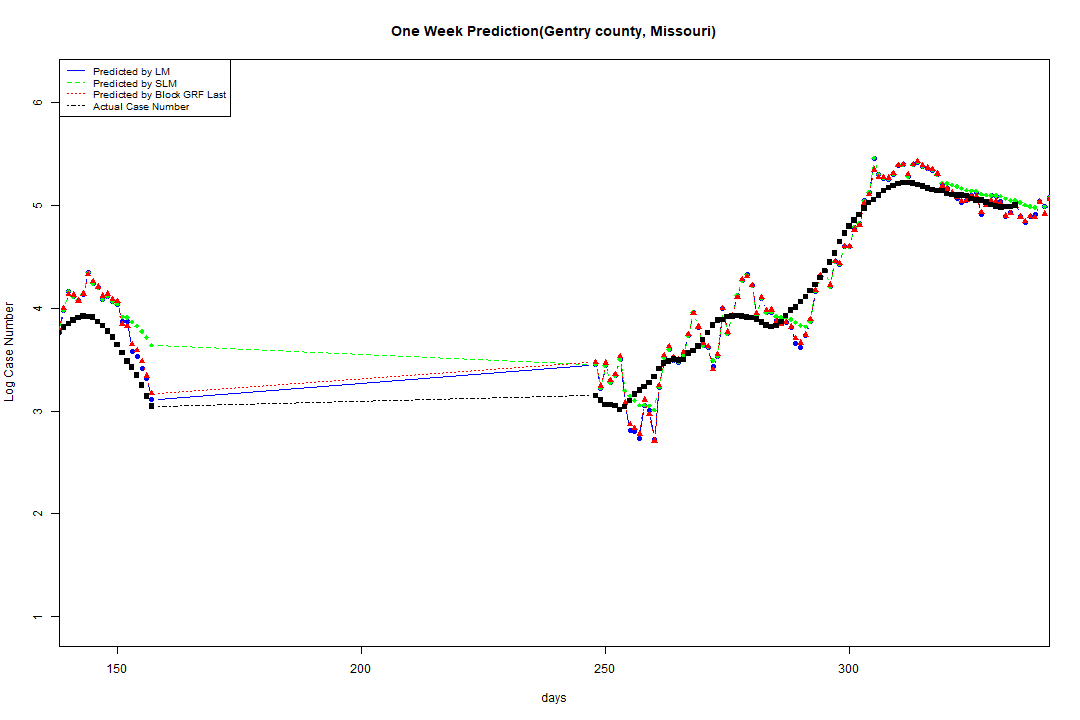 One Week Prediction(Gentry county, Missouri)
Predicted by LM
Predicted by SLM
Predicted by Block GRF Last
Actual Case Number
6
5
4
3
2
1
Log Case Number
150 200 250 300
days